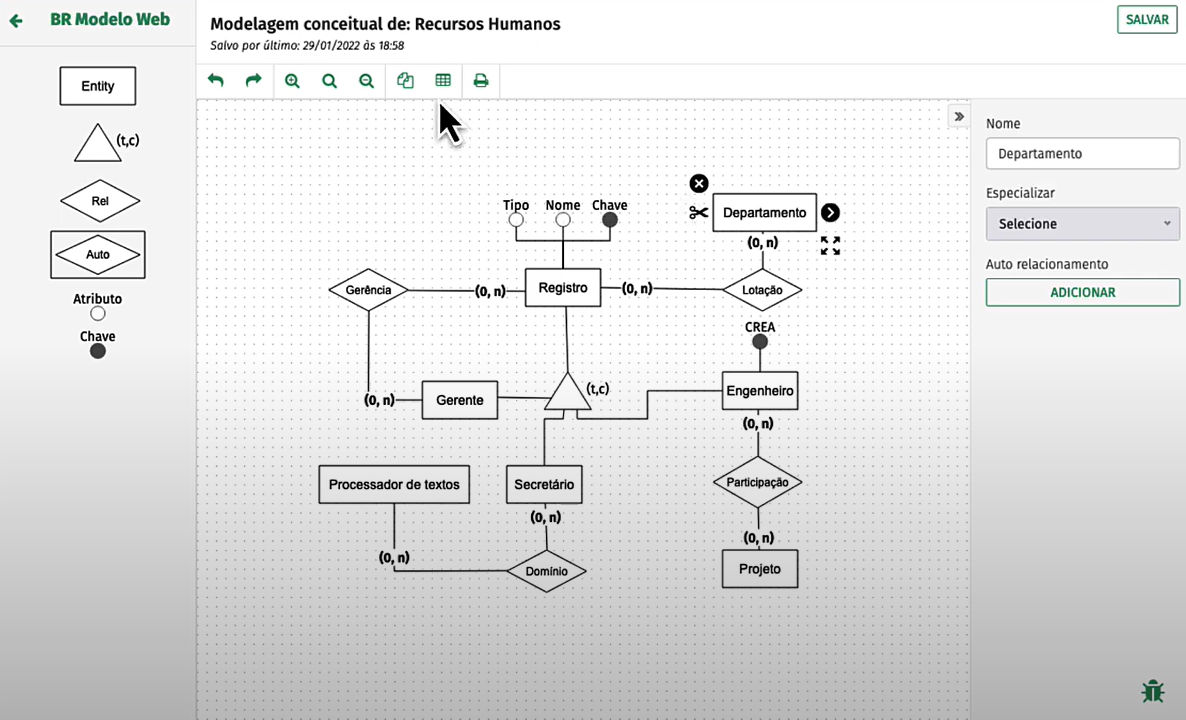 BR Modelo Web
Modelagem conceitual de: Recursos Humanos
Salvo por último: 29/01/2022 às 18:58
SALVAR
Entity
(t,c)
Rel
Auto
Atributo
Chave
Tipo Nome Chave
Departamento
(0, n)
Gerência
(0, n)
Registro
(0, n)
Lotação
CREA
(t,c)
Engenheiro
(0, n)
Gerente
(0, n)
Processador de textos
Secretário
Participação
(0, n)
(0, n)
(0, n)
Domínio
Projeto
Nome
Departamento
Especializar
Selecione
Auto relacionamento
ADICIONAR